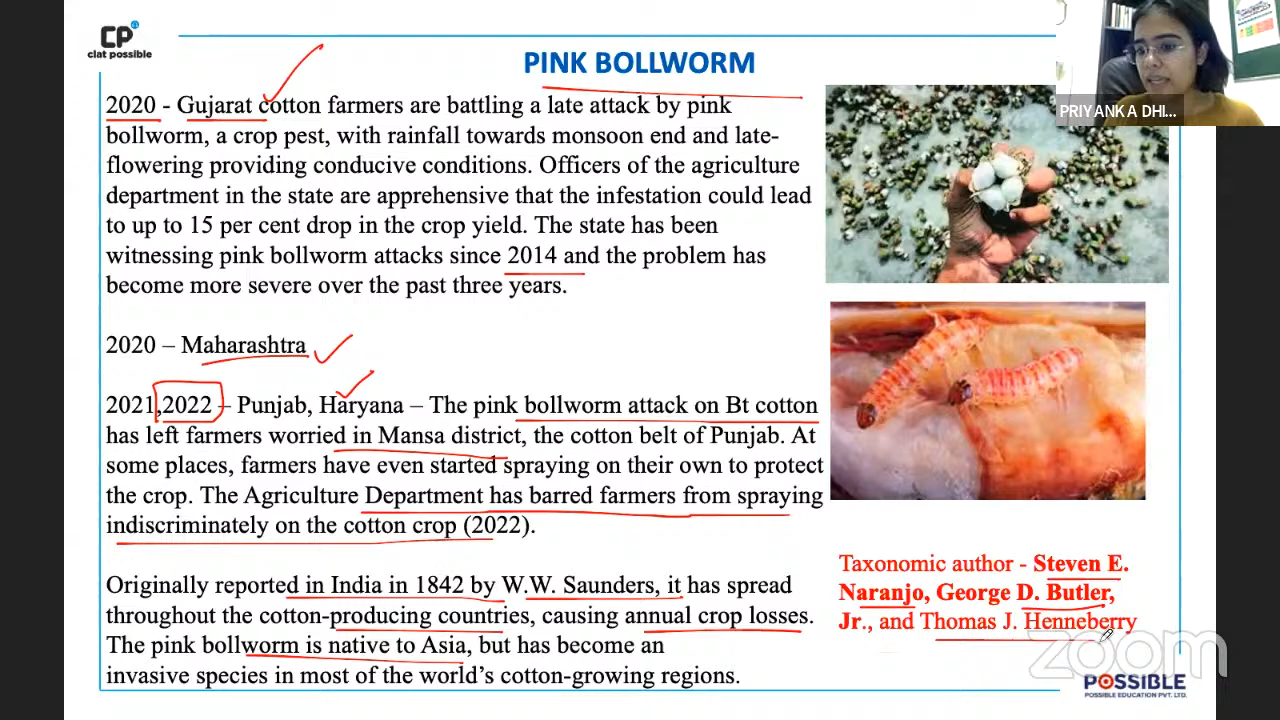 CP
clat possible
PINK BOLLWORM
PRIYANKA DHI...
2020 - Gujarat cotton farmers are battling a late attack by pink
bollworm, a crop pest, with rainfall towards monsoon end and late-
flowering providing conducive conditions. Officers of the agriculture
department in the state are apprehensive that the infestation could lead
to up to 15 per cent drop in the crop yield. The state has been
witnessing pink bollworm attacks since 2014 and the problem has
become more severe over the past three years.
2020 – Maharashtra
2021,2022 – Punjab, Haryana – The pink bollworm attack on Bt cotton
has left farmers worried in Mansa district, the cotton belt of Punjab. At
some places, farmers have even started spraying on their own to protect
the crop. The Agriculture Department has barred farmers from spraying
indiscriminately on the cotton crop (2022).
Originally reported in India in 1842 by W.W. Saunders, it has spread
throughout the cotton-producing countries, causing annual crop losses.
The pink bollworm is native to Asia, but has become an
invasive species in most of the world's cotton-growing regions.
Taxonomic author - Steven E.
Naranjo, George D. Butler,
Jr., and Thomas J. Henneberry
zoom
POSSIBLE
POSSIBLE EDUCATION PVT. LTD.